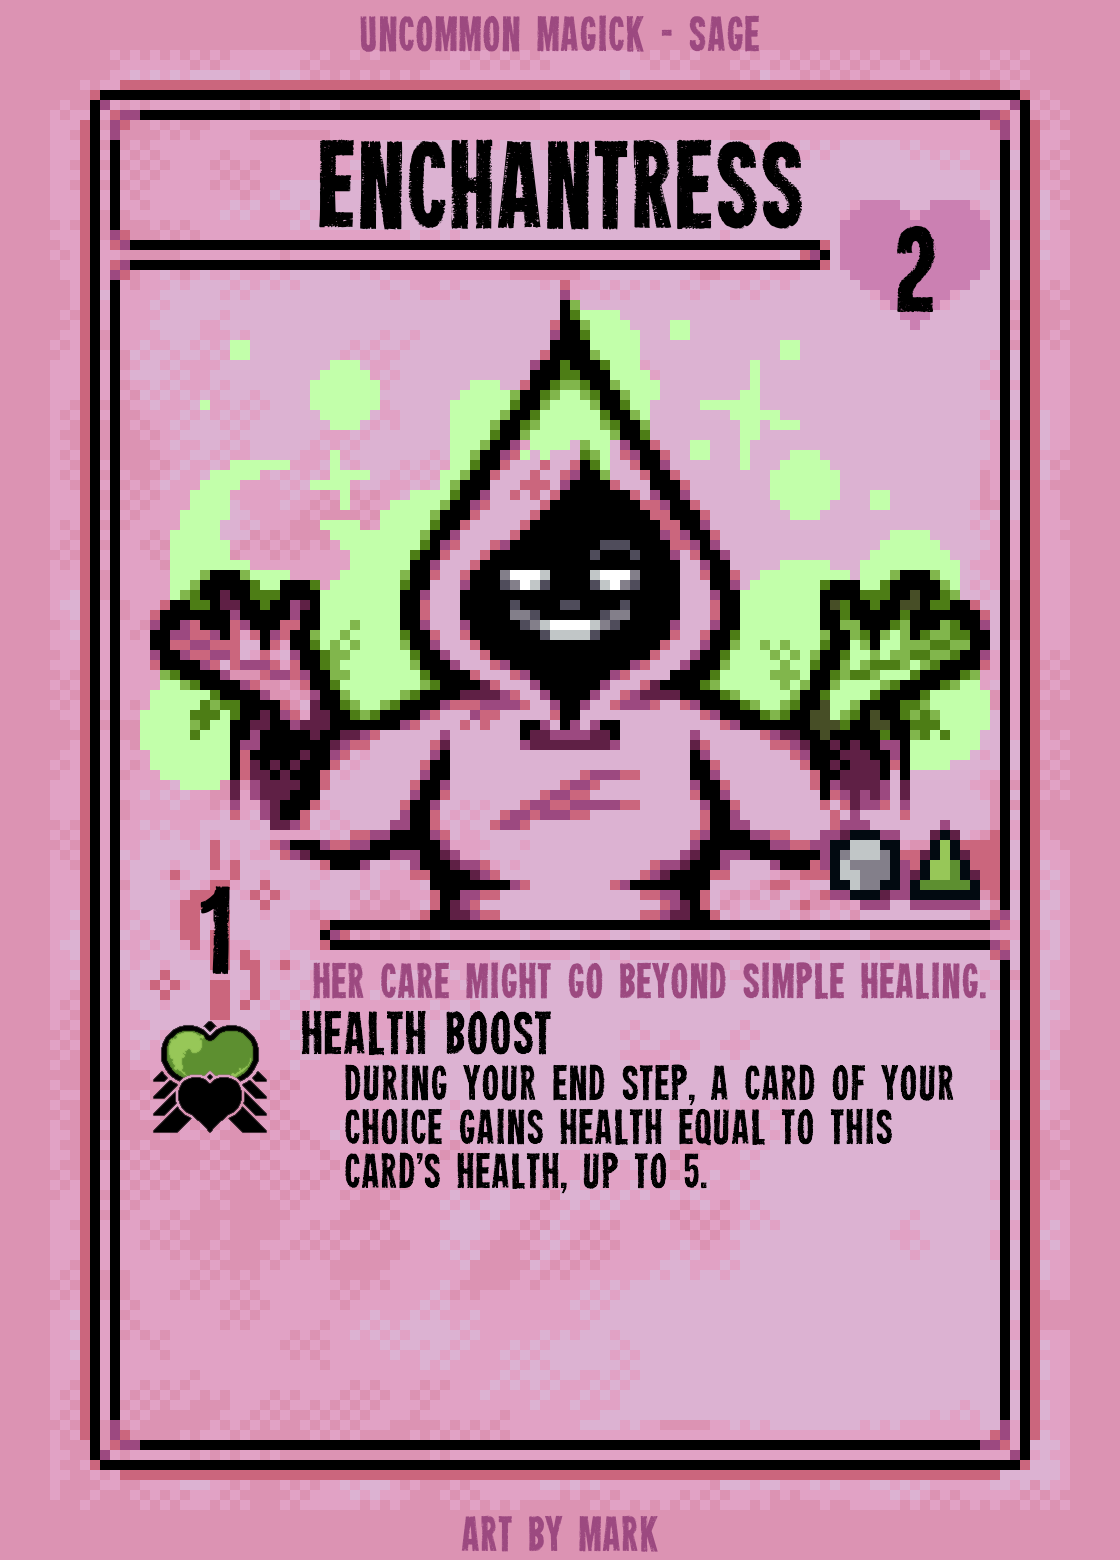 UNCOMMON MAGICK - SAGE
ENCHANTRESS
2
1
HER CARE MIGHT GO BEYOND SIMPLE HEALING.
HEALTH BOOST
DURING YOUR END STEP, A CARD OF YOUR
CHOICE GAINS HEALTH EQUAL TO THIS
CARD'S HEALTH, UP TO 5.
ART BY MARK